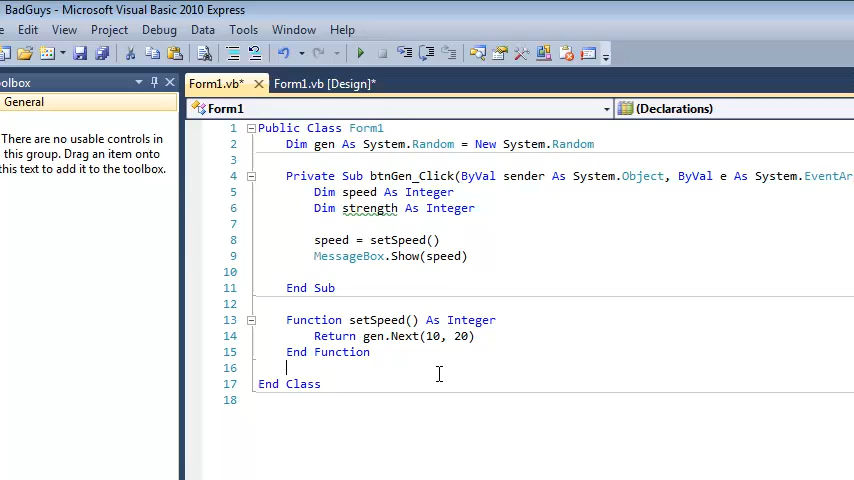 BadGuys - Microsoft Visual Basic 2010 Express
Edit View Project Debug Data Tools Window Help
oolbox
Form1.vb* Form1.vb [Design]*
General
Form1 (Declarations)
There are no usable controls in
this group. Drag an item onto
this text to add it to the toolbox.
1 Public Class Form1
2 Dim gen As System.Random = New System.Random
3
4 Private Sub btnGen_Click(ByVal sender As System.Object, ByVal e As System.EventAr
5 Dim speed As Integer
6 Dim strength As Integer
7
8 speed = setSpeed()
9 MessageBox.Show(speed)
10
11 End Sub
12
13 Function setSpeed() As Integer
14 Return gen.Next(10, 20)
15 End Function
16
17 End Class
18